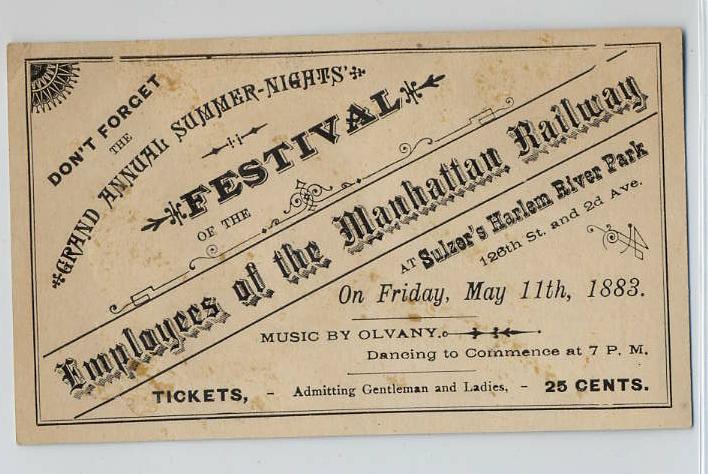 DON'T FORGET
THE
GRAND ANNUAL SUMMER-NIGHTS'
FESTIVAL
OF THE
Employees of the Manhattan Railway
AT Sulzer's Harlem River Park
126th St. and 2d Ave.
On Friday, May 11th, 1883.
MUSIC BY OLVANY.
Dancing to Commence at 7 P. M.
TICKETS, - Admitting Gentleman and Ladies, - 25 CENTS.